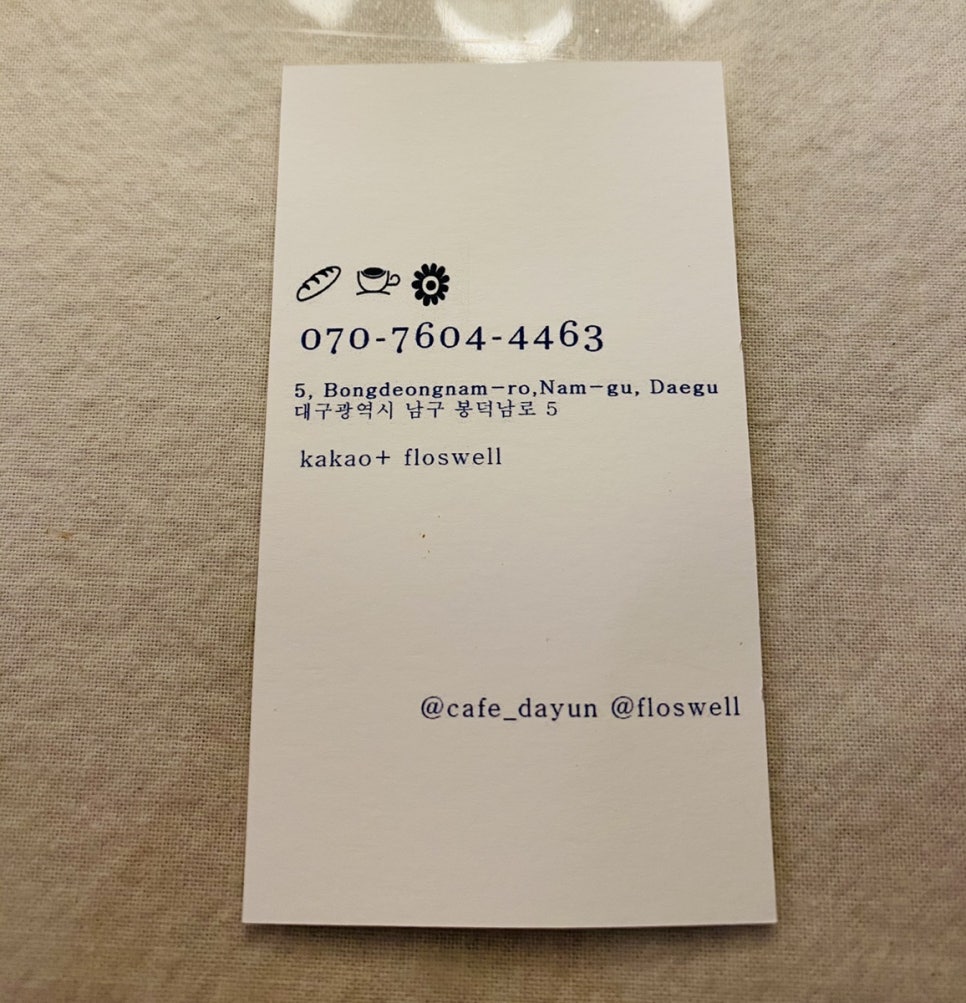 070-7604-4463
5, Bongdeongnam-ro,Nam-gu, Daegu
대구광역시 남구 봉덕남로 5
kakao+ floswell
@cafe_dayun @floswell